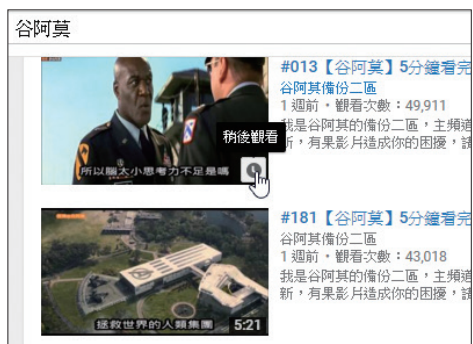 谷阿莫
#013【谷阿莫】5分鐘看完
谷阿莫備份二區
1 週前・觀看次數：49,911
我是谷阿莫的備份二區，主頻道
新，有果影片造成你的困擾，請
稍後觀看
所以腦太小思考力不足是嗎
#181【谷阿莫】5分鐘看完
谷阿莫備份二區
1 週前・觀看次數：43,018
我是谷阿莫的備份二區，主頻道
新，有果影片造成你的困擾，請
拯救世界的人類集團
5:21